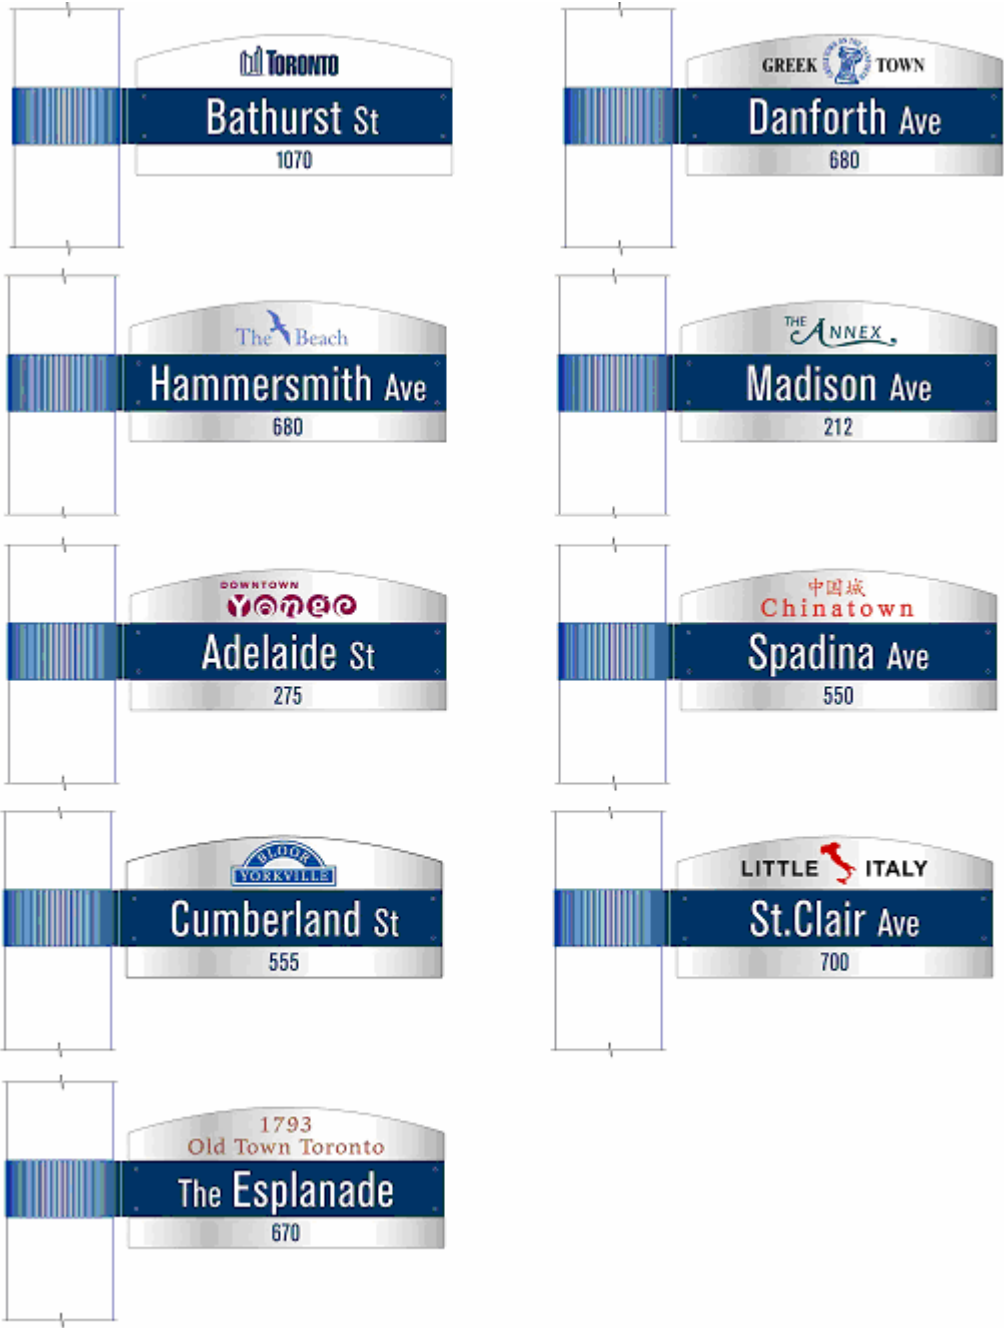 TORONTO
Bathurst St
1070
GREEK TOWN
Danforth Ave
680
The Beach
Hammersmith Ave
680
THE ANNEX
Madison Ave
212
DOWNTOWN
Yonge
Adelaide St
275
中国城
Chinatown
Spadina Ave
550
BLOOR
YORKVILLE
Cumberland St
555
LITTLE ITALY
St.Clair Ave
700
1793
Old Town Toronto
The Esplanade
670